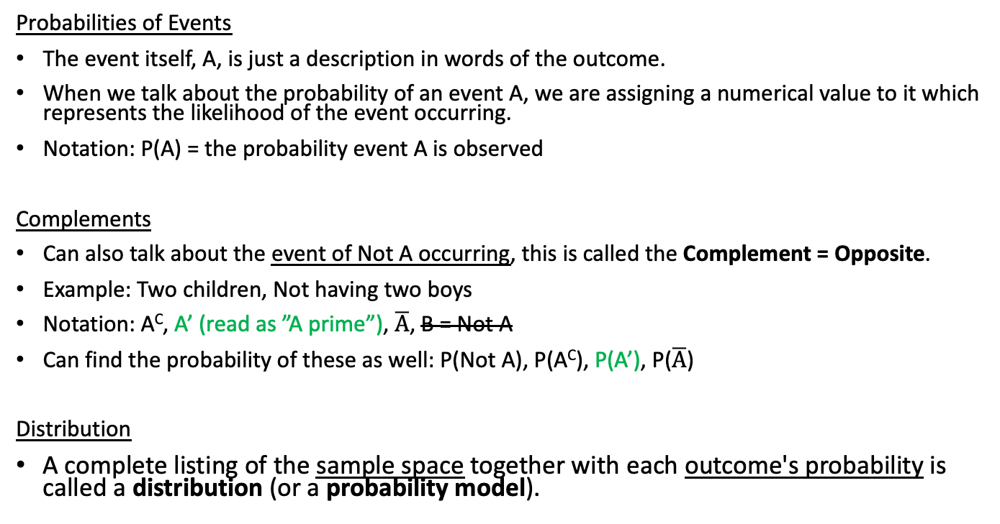 Probabilities of Events
• The event itself, A, is just a description in words of the outcome.
• When we talk about the probability of an event A, we are assigning a numerical value to it which
represents the likelihood of the event occurring.
• Notation: P(A) = the probability event A is observed
Complements
• Can also talk about the event of Not A occurring, this is called the Complement = Opposite.
• Example: Two children, Not having two boys
• Notation: Aᶜ, A’ (read as ”A prime”), A̅, B = Not A
• Can find the probability of these as well: P(Not A), P(Aᶜ), P(A’), P(A̅)
Distribution
• A complete listing of the sample space together with each outcome's probability is
called a distribution (or a probability model).